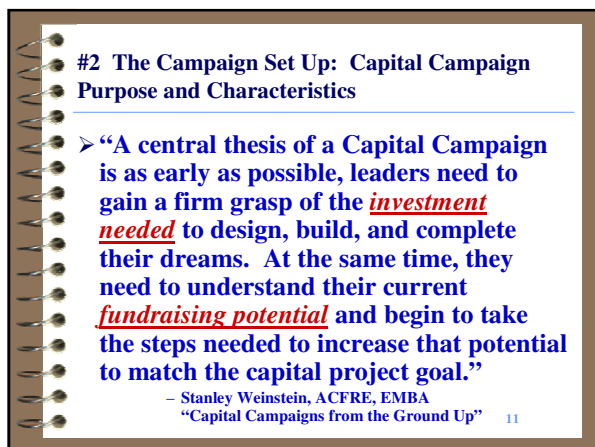 #2 The Campaign Set Up: Capital Campaign
Purpose and Characteristics
➢ “A central thesis of a Capital Campaign
is as early as possible, leaders need to
gain a firm grasp of the investment
needed to design, build, and complete
their dreams. At the same time, they
need to understand their current
fundraising potential and begin to take
the steps needed to increase that potential
to match the capital project goal.”
– Stanley Weinstein, ACFRE, EMBA
“Capital Campaigns from the Ground Up”
11